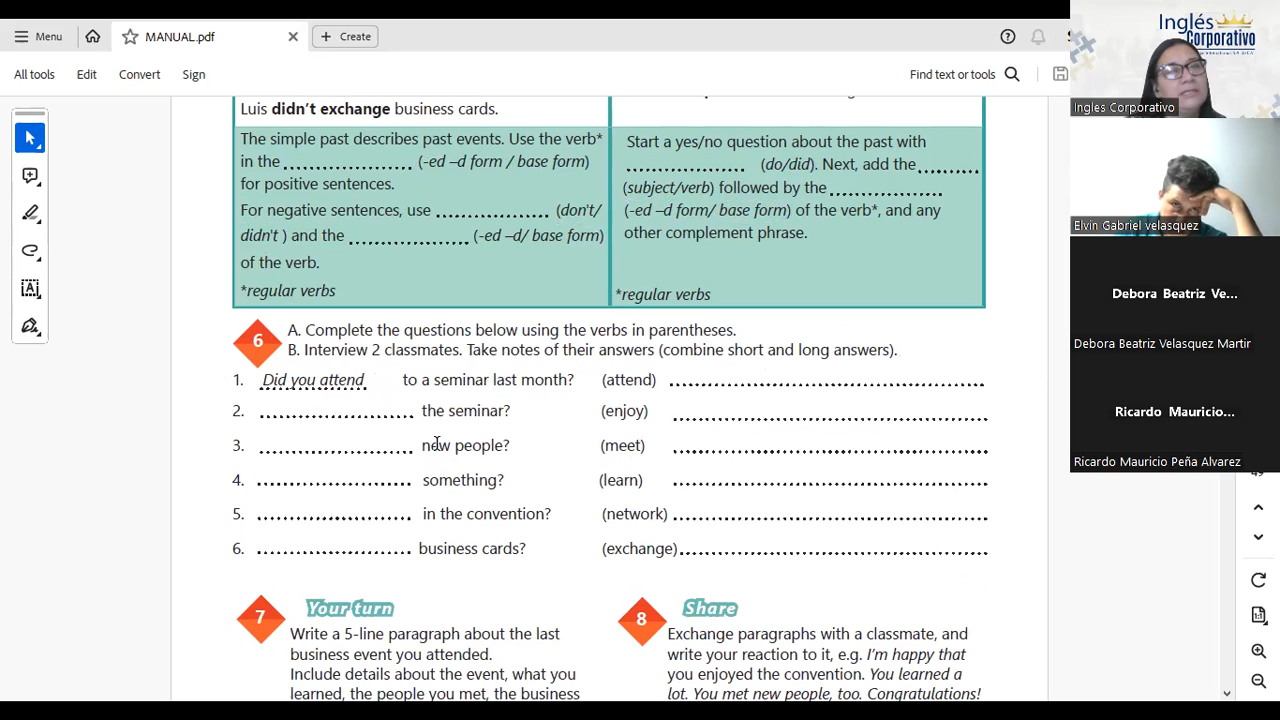 Menu
MANUAL.pdf
Create
All tools
Edit
Convert
Sign
Find text or tools
Inglés
Corporativo
Ingles Corporativo
Elvin Gabriel velasquez
Debora Beatriz Ve...
Debora Beatriz Velasquez Martir
Ricardo Mauricio...
Ricardo Mauricio Peña Alvarez
Luis didn't exchange business cards.
The simple past describes past events. Use the verb*
in the ........................ (-ed –d form / base form)
for positive sentences.
For negative sentences, use ..................... (don't/
didn't ) and the ...................... (-ed –d/ base form)
of the verb.
*regular verbs
Start a yes/no question about the past with
...................... (do/did). Next, add the...........
(subject/verb) followed by the ....................
(-ed –d form/ base form) of the verb*, and any
other complement phrase.
*regular verbs
6
A. Complete the questions below using the verbs in parentheses.
B. Interview 2 classmates. Take notes of their answers (combine short and long answers).
1. Did you attend to a seminar last month? (attend) ............................................................
2. ............................. the seminar? (enjoy) ............................................................
3. ............................. new people? (meet) ............................................................
4. ............................. something? (learn) ............................................................
5. ............................. in the convention? (network) ............................................................
6. ............................. business cards? (exchange)............................................................
7 Your turn
Write a 5-line paragraph about the last
business event you attended.
Include details about the event, what you
learned, the people you met, the business
8 Share
Exchange paragraphs with a classmate, and
write your reaction to it, e.g. I'm happy that
you enjoyed the convention. You learned a
lot. You met new people, too. Congratulations!